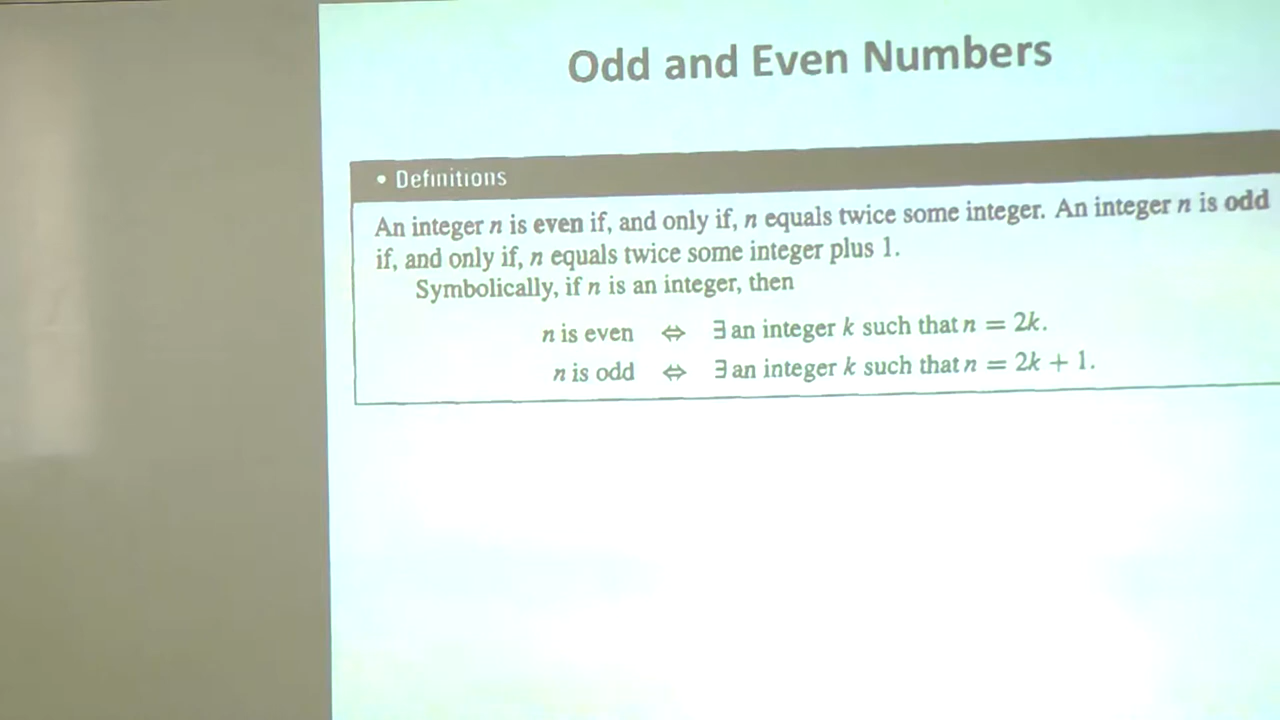 Odd and Even Numbers
• Definitions
An integer n is even if, and only if, n equals twice some integer. An integer n is odd
if, and only if, n equals twice some integer plus 1.
Symbolically, if n is an integer, then
n is even ⇔ ∃ an integer k such that n = 2k.
n is odd ⇔ ∃ an integer k such that n = 2k + 1.